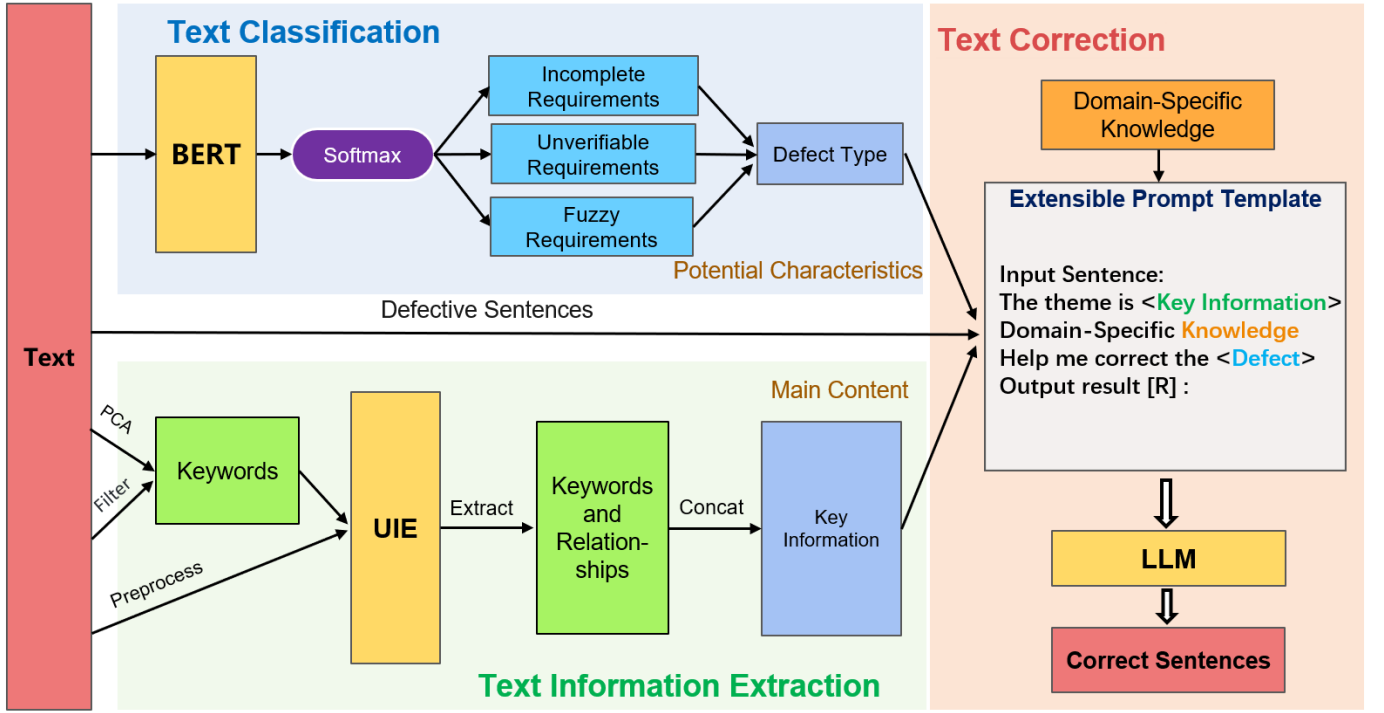 Text
Text Classification
BERT
Softmax
Incomplete
Requirements
Unverifiable
Requirements
Fuzzy
Requirements
Defect Type
Potential Characteristics
Defective Sentences
PCA
Filter
Preprocess
Keywords
UIE
Extract
Keywords
and
Relation-
ships
Concat
Main Content
Key
Information
Text Information Extraction
Text Correction
Domain-Specific
Knowledge
Extensible Prompt Template
Input Sentence:
The theme is <Key Information>
Domain-Specific Knowledge
Help me correct the <Defect>
Output result [R] :
LLM
Correct Sentences